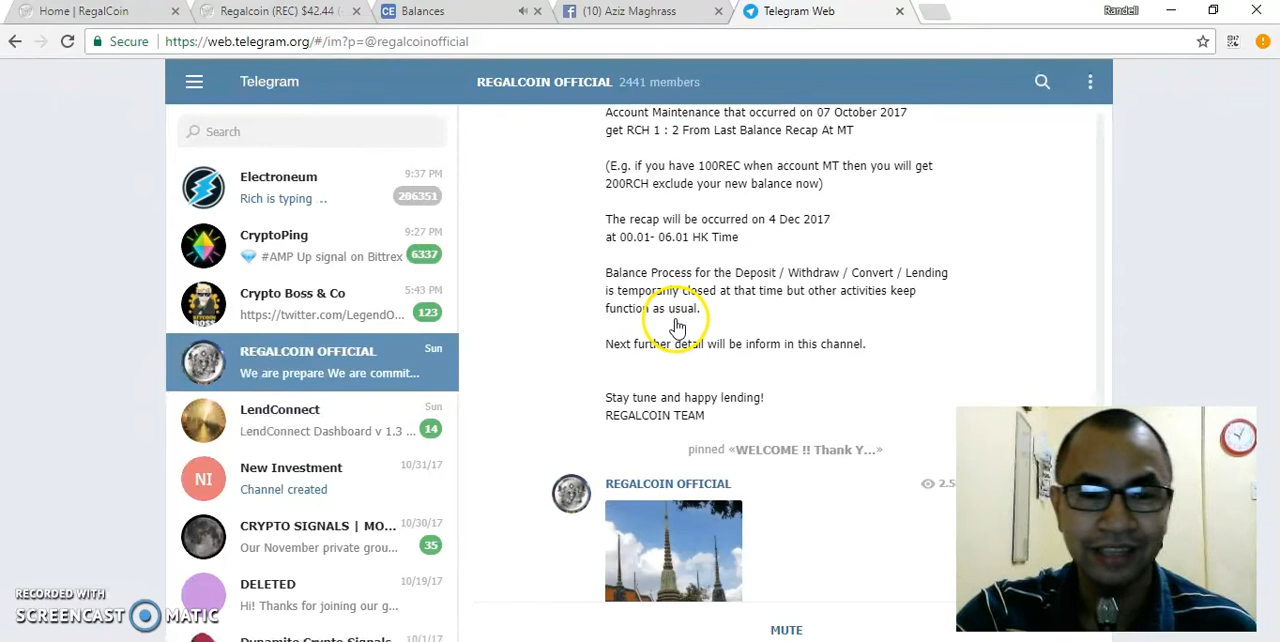 Home | RegalCoin
Regalcoin (REC) $42.44 (
Balances
(10) Aziz Maghrass
Telegram Web
Randell
Secure
https://web.telegram.org/#/im?p=@regalcoinofficial
Telegram
REGALCOIN OFFICIAL 2441 members
Search
Electroneum
9:37 PM
Rich is typing ..
206351
CryptoPing
9:27 PM
#AMP Up signal on Bittrex
6337
Crypto Boss & Co
5:43 PM
https://twitter.com/LegendO...
123
REGALCOIN OFFICIAL
Sun
We are prepare We are commit...
LendConnect
Sun
LendConnect Dashboard v 1.3 ...
14
NI
New Investment
10/31/17
Channel created
CRYPTO SIGNALS | MO...
10/30/17
Our November private grou...
35
DELETED
10/19/17
Hi! Thanks for joining our g...
Dynamite Crypto Signals
10/1/17
Account Maintenance that occurred on 07 October 2017
get RCH 1 : 2 From Last Balance Recap At MT
(E.g. if you have 100REC when account MT then you will get
200RCH exclude your new balance now)
The recap will be occurred on 4 Dec 2017
at 00.01- 06.01 HK Time
Balance Process for the Deposit / Withdraw / Convert / Lending
is temporarily closed at that time but other activities keep
function as usual.
Next further detail will be inform in this channel.
Stay tune and happy lending!
REGALCOIN TEAM
pinned «WELCOME !! Thank Y...»
REGALCOIN OFFICIAL
2.5
MUTE
RECORDED WITH
SCREENCAST MATIC